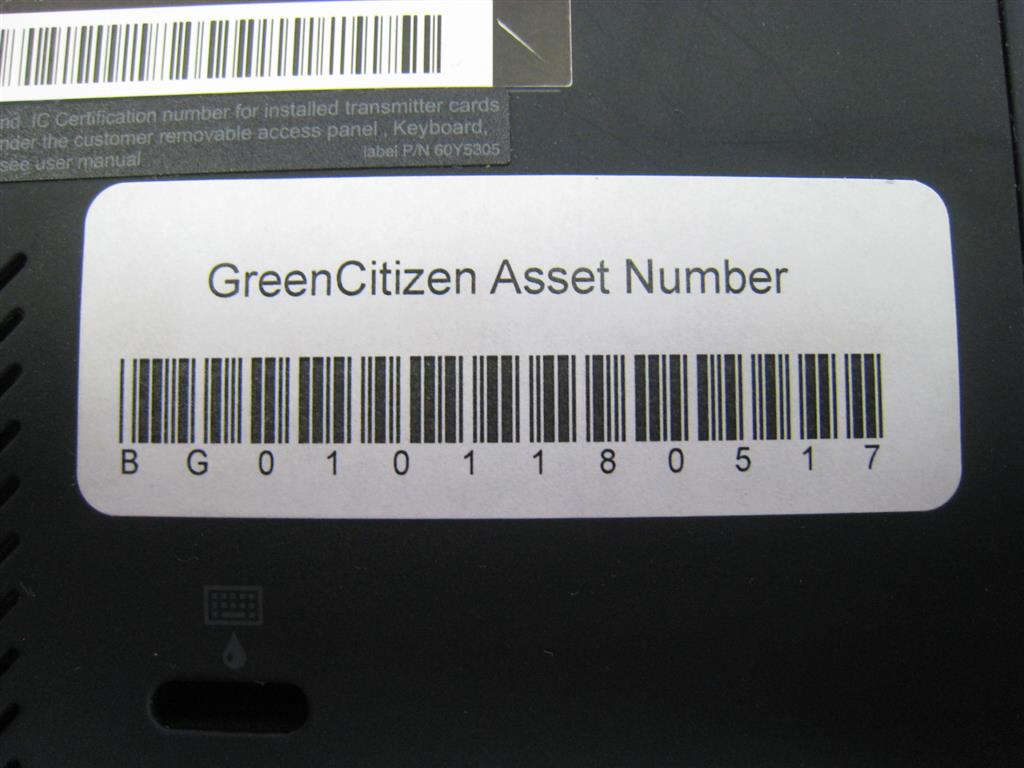 nd IC Certification number for installed transmitter cards
nder the customer removable access panel , Keyboard,
see user manual label P/N 60Y5305
GreenCitizen Asset Number
B G 0 1 0 1 1 8 0 5 1 7